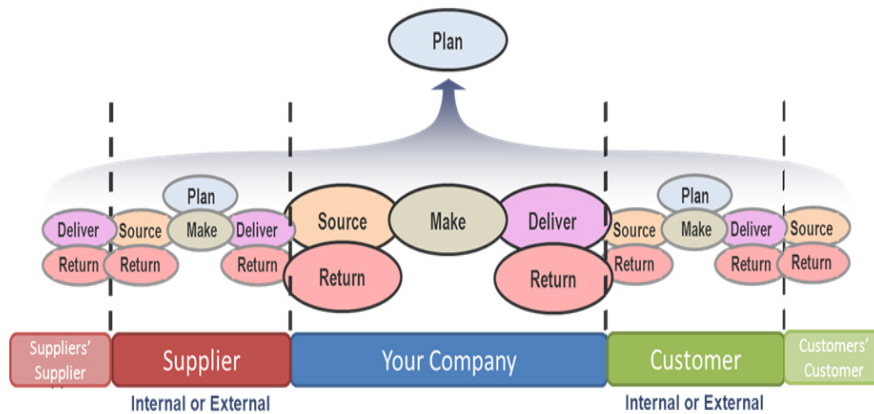 Plan
Plan
Plan
Deliver
Source
Make
Deliver
Source
Make
Deliver
Source
Make
Deliver
Source
Return
Return
Return
Return
Return
Return
Return
Return
Suppliers'
Supplier
Supplier
Your Company
Customer
Customers'
Customer
Internal or External
Internal or External